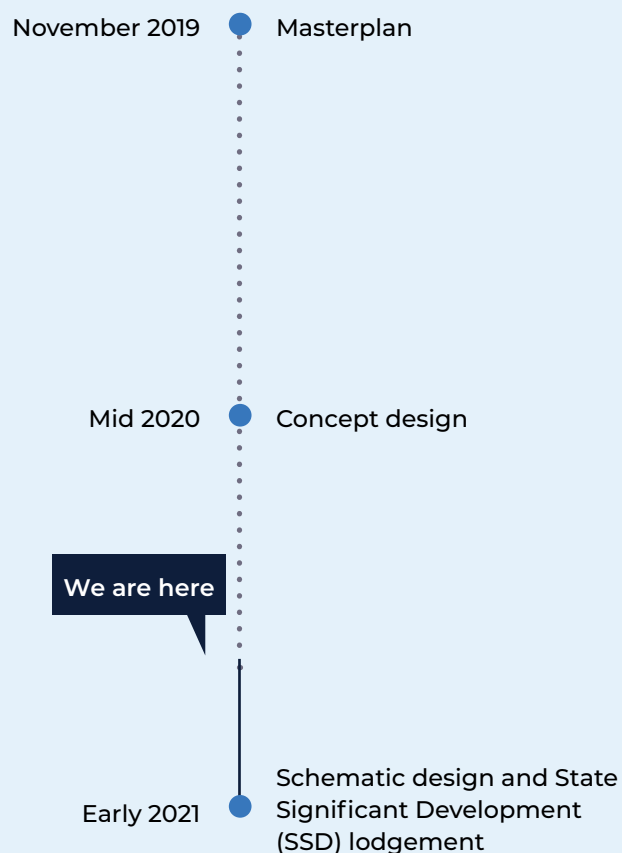 November 2019
Masterplan
Mid 2020
Concept design
We are here
Early 2021
Schematic design and State
Significant Development
(SSD) lodgement